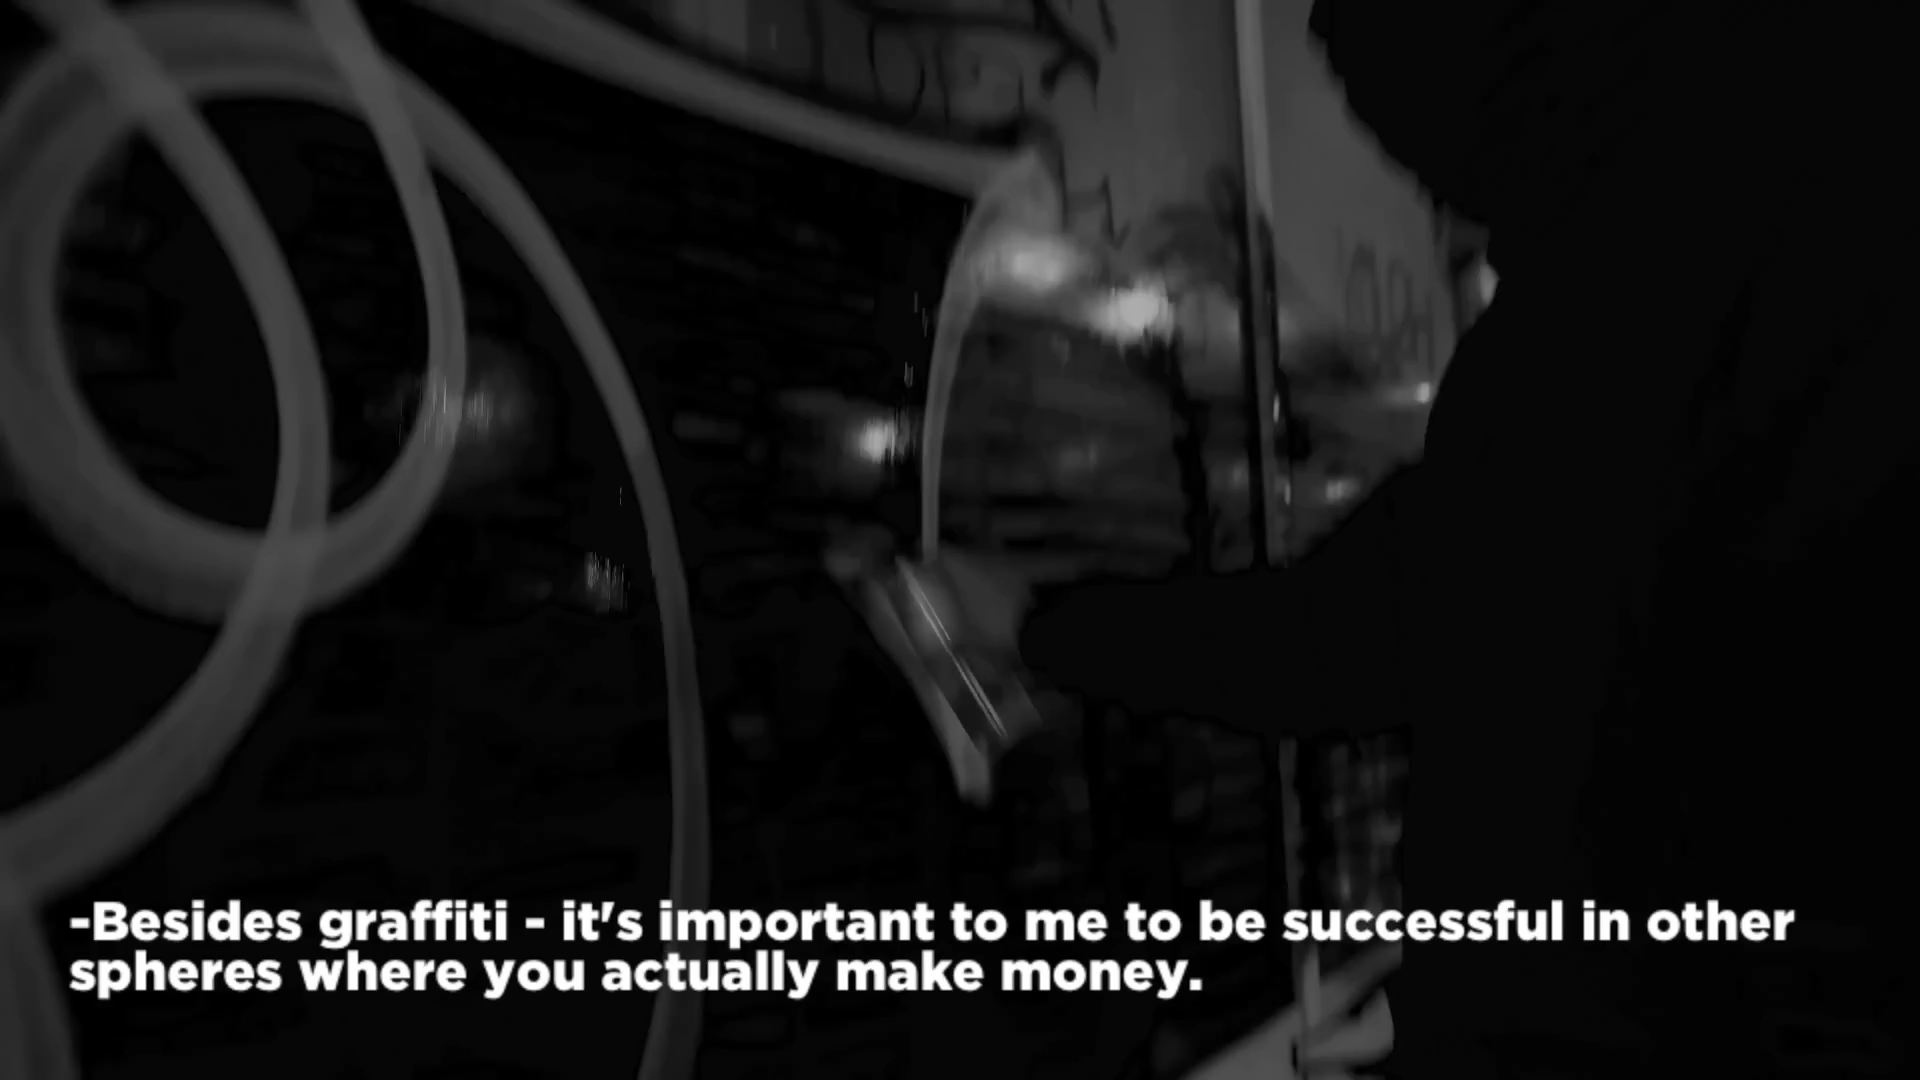 -Besides graffiti - it's important to me to be successful in other
spheres where you actually make money.